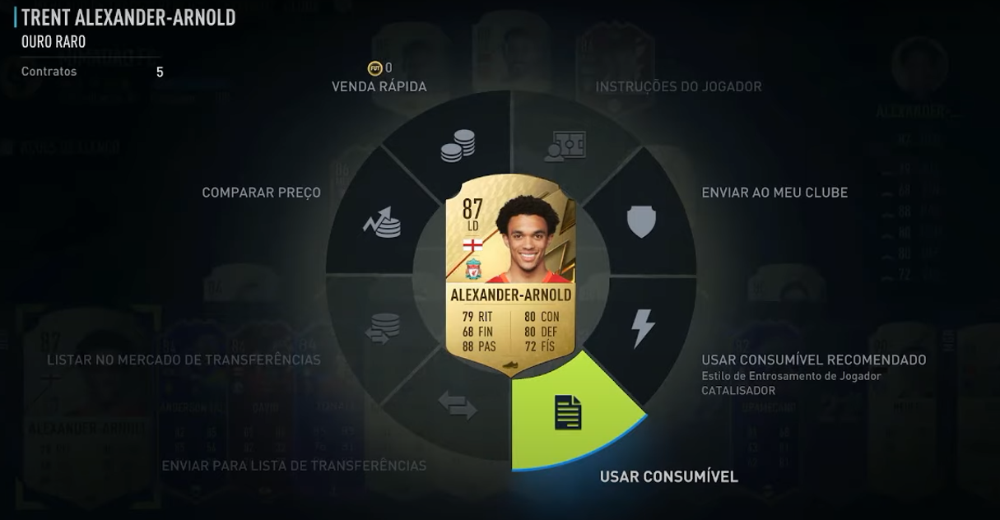 TRENT ALEXANDER-ARNOLD
OURO RARO
Contratos 5
FUT 0
VENDA RÁPIDA
INSTRUÇÕES DO JOGADOR
COMPARAR PREÇO
ENVIAR AO MEU CLUBE
87
LD
ALEXANDER-ARNOLD
79 RIT 80 CON
68 FIN 80 DEF
88 PAS 72 FÍS
LISTAR NO MERCADO DE TRANSFERÊNCIAS
USAR CONSUMÍVEL RECOMENDADO
Estilo de Entrosamento de Jogador
CATALISADOR
ENVIAR PARA LISTA DE TRANSFERÊNCIAS
USAR CONSUMÍVEL